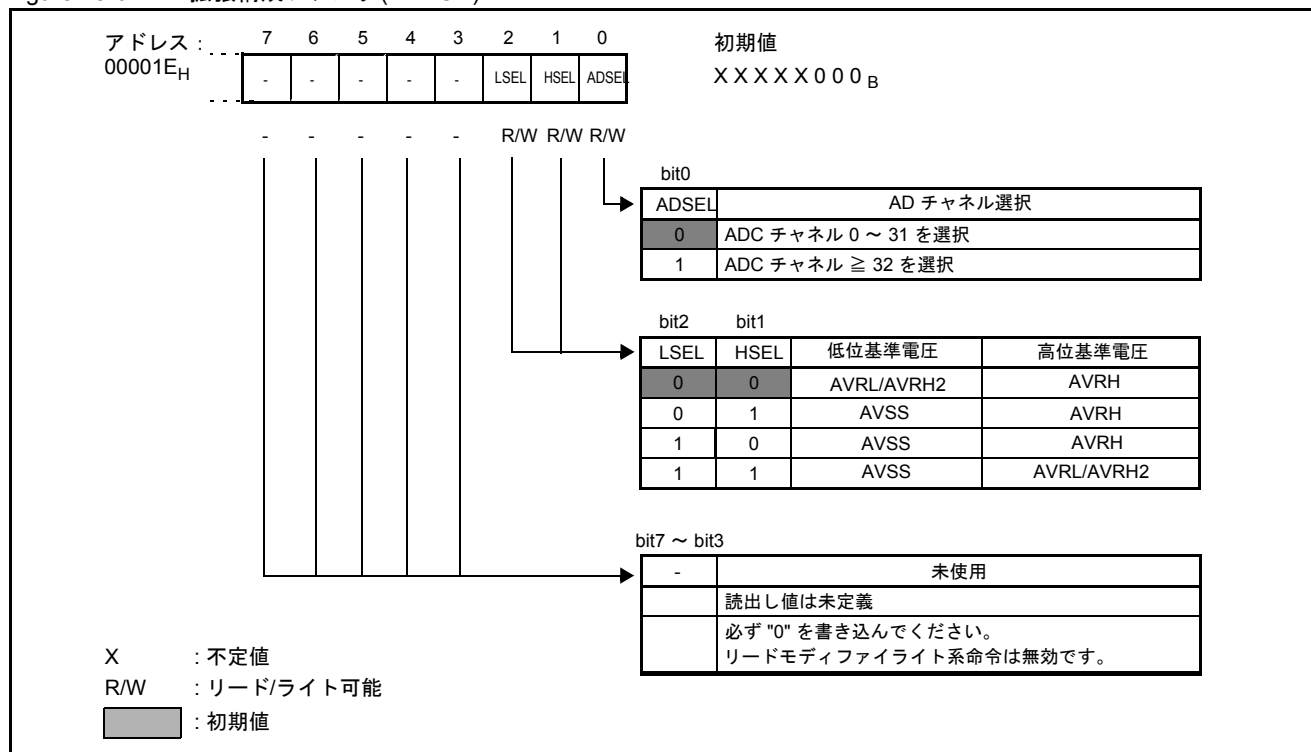 アドレス :
00001EH
7 6 5 4 3 2 1 0
- - - - - LSEL HSEL ADSEL
- - - - - R/W R/W R/W
初期値
X X X X X 0 0 0 B
bit0
ADSEL AD チャネル選択
0 ADC チャネル 0 ～ 31 を選択
1 ADC チャネル ≧ 32 を選択
bit2 bit1
LSEL HSEL 低位基準電圧 高位基準電圧
0 0 AVRL/AVRH2 AVRH
0 1 AVSS AVRH
1 0 AVSS AVRH
1 1 AVSS AVRL/AVRH2
bit7 ～ bit3
- 未使用
読出し値は未定義
必ず "0" を書き込んでください。
リードモディファイライト系命令は無効です。
X : 不定値
R/W : リード/ライト可能
: 初期値